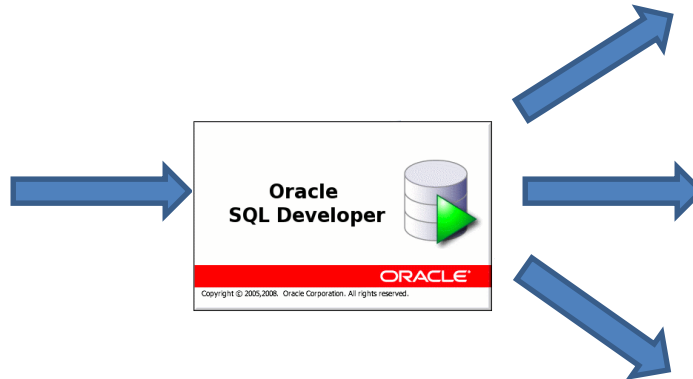 Oracle
SQL Developer
ORACLE®
Copyright © 2005,2008. Oracle Corporation. All rights reserved.